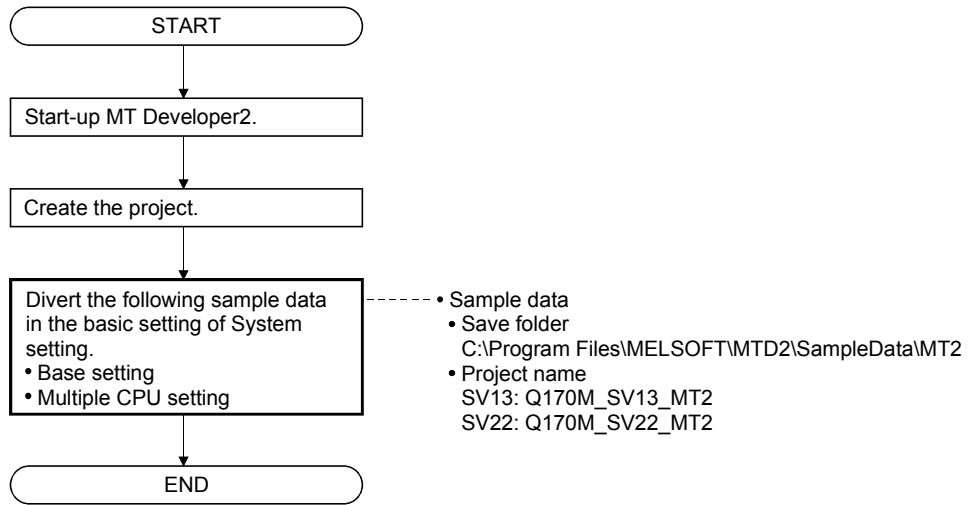 START
Start-up MT Developer2.
Create the project.
Divert the following sample data
in the basic setting of System
setting.
• Base setting
• Multiple CPU setting
• Sample data
• Save folder
C:\Program Files\MELSOFT\MTD2\SampleData\MT2
• Project name
SV13: Q170M_SV13_MT2
SV22: Q170M_SV22_MT2
END